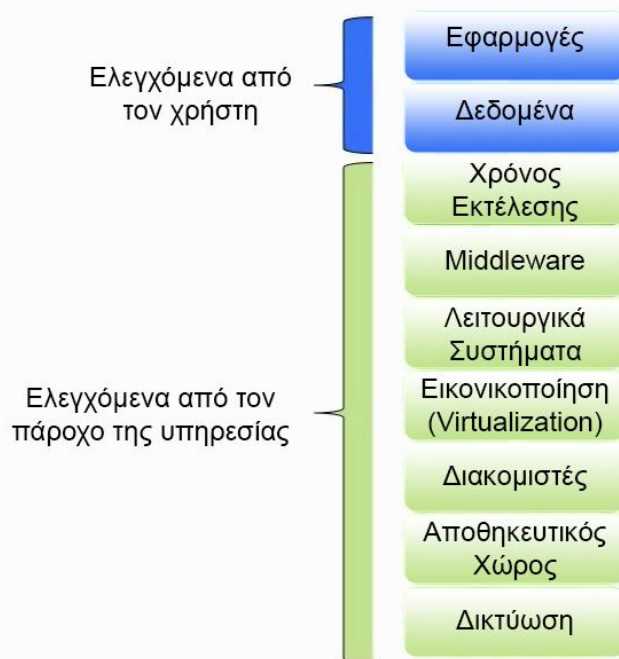 Ελεγχόμενα από
τον χρήστη
Εφαρμογές
Δεδομένα
Ελεγχόμενα από τον
πάροχο της υπηρεσίας
Χρόνος
Εκτέλεσης
Middleware
Λειτουργικά
Συστήματα
Εικονικοποίηση
(Virtualization)
Διακομιστές
Αποθηκευτικός
Χώρος
Δικτύωση